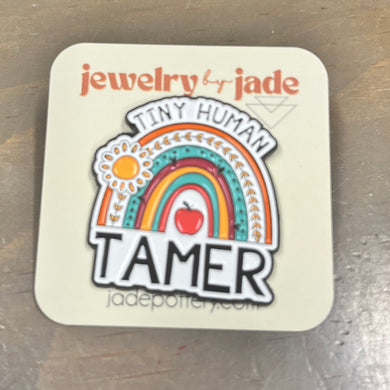 jewelry by jade
TINY HUMAN
TAMER
jadepottery.com